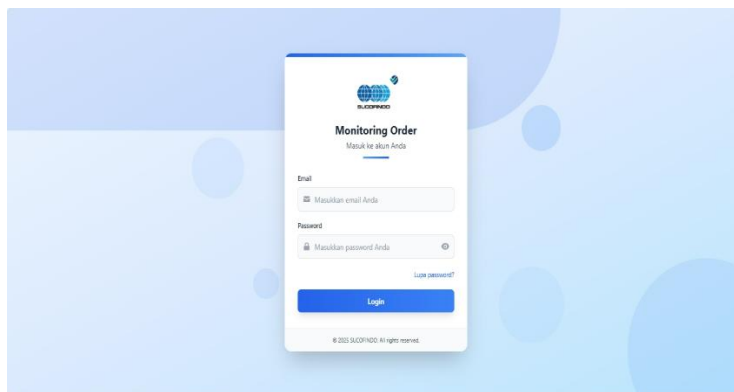 SUCOFINDO
Monitoring Order
Masuk ke akun Anda
Email
Masukkan email Anda
Password
Masukkan password Anda
Lupa password?
Login
© 2025 SUCOFINDO. All rights reserved.